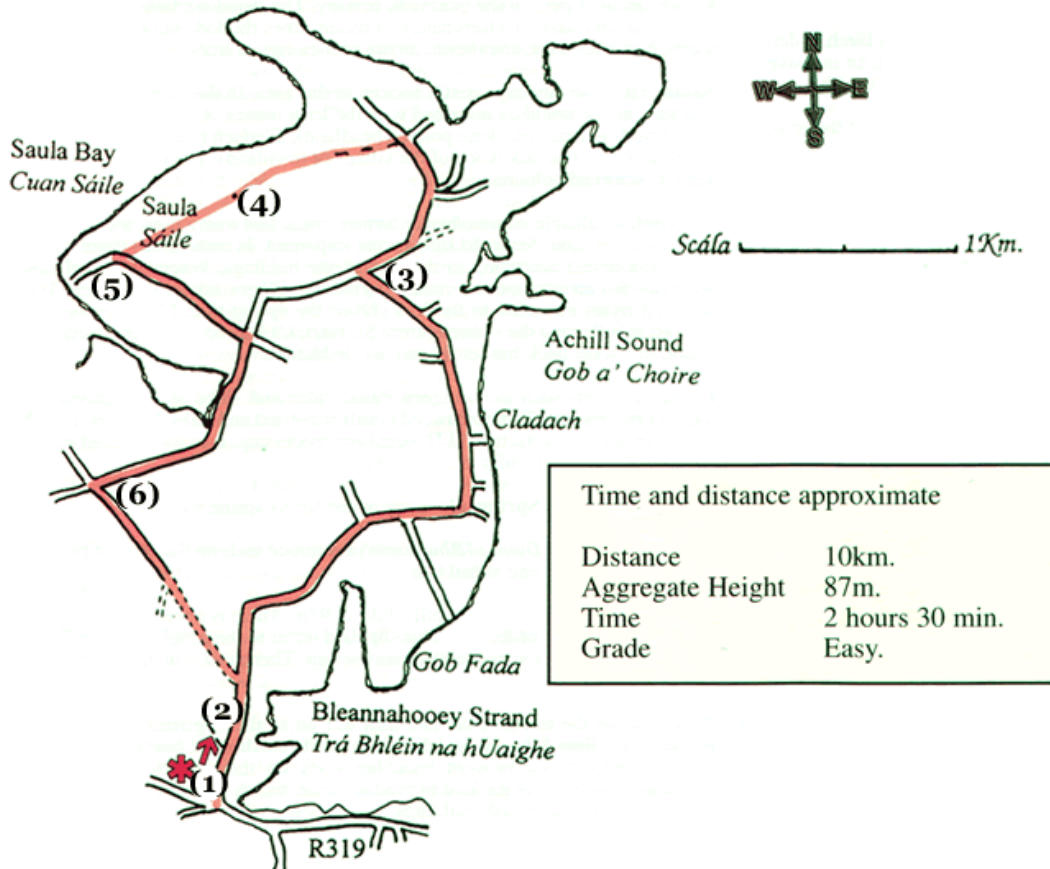 N
W E
S
Saula Bay
Cuan Sáile
(4)
Saula
Sáile
Scála 1Km.
(3)
(5)
Achill Sound
Gob a' Choire
Cladach
(6)
Time and distance approximate
Distance 10km.
Aggregate Height 87m.
Time 2 hours 30 min.
Grade Easy.
Gob Fada
(2)
Bleannahooey Strand
Trá Bhléin na hUaighe
(1)
R319